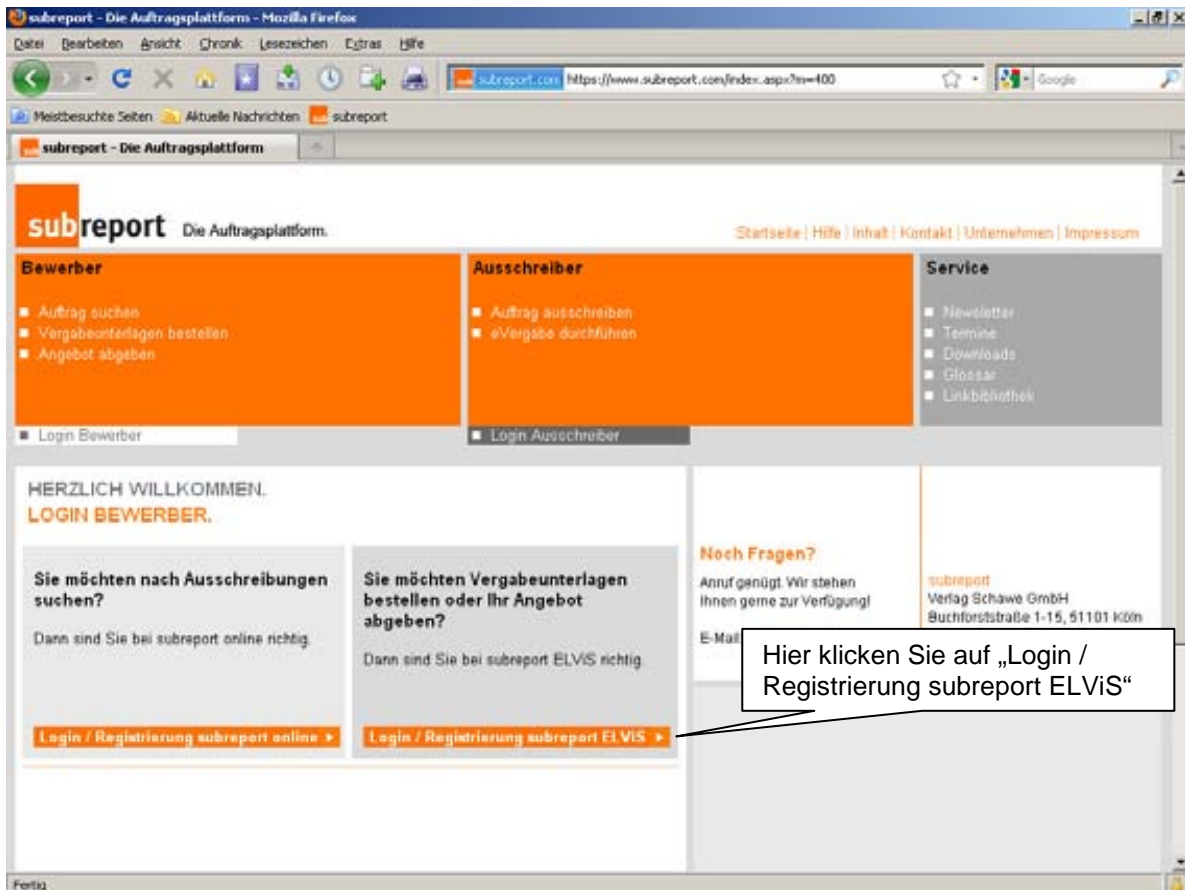 subreport - Die Auftragsplattform - Mozilla Firefox
Datei Bearbeiten Ansicht Chronik Lesezeichen Extras Hilfe
subreport.com https://www.subreport.com/index.aspx?m=400
Google
Meistbesuchte Seiten Aktuelle Nachrichten subreport
subreport - Die Auftragsplattform
subreport Die Auftragsplattform.
Startseite | Hilfe | Inhalt | Kontakt | Unternehmen | Impressum
Bewerber
Auftrag suchen
Vergabeunterlagen bestellen
Angebot abgeben
Login Bewerber
Ausschreiber
Auftrag ausschreiben
eVergabe durchführen
Login Ausschreiber
Service
Newsletter
Termine
Downloads
Glossar
Linkbibliothek
HERZLICH WILLKOMMEN.
LOGIN BEWERBER.
Sie möchten nach Ausschreibungen
suchen?
Dann sind Sie bei subreport online richtig.
Login / Registrierung subreport online
Sie möchten Vergabeunterlagen
bestellen oder Ihr Angebot
abgeben?
Dann sind Sie bei subreport ELViS richtig.
Login / Registrierung subreport ELViS
Noch Fragen?
Anruf genügt. Wir stehen
Ihnen gerne zur Verfügung!
E-Mail
subreport
Verlag Schawe GmbH
Buchforststraße 1-15, 51101 Köln
Hier klicken Sie auf „Login /
Registrierung subreport ELViS“
Fertig